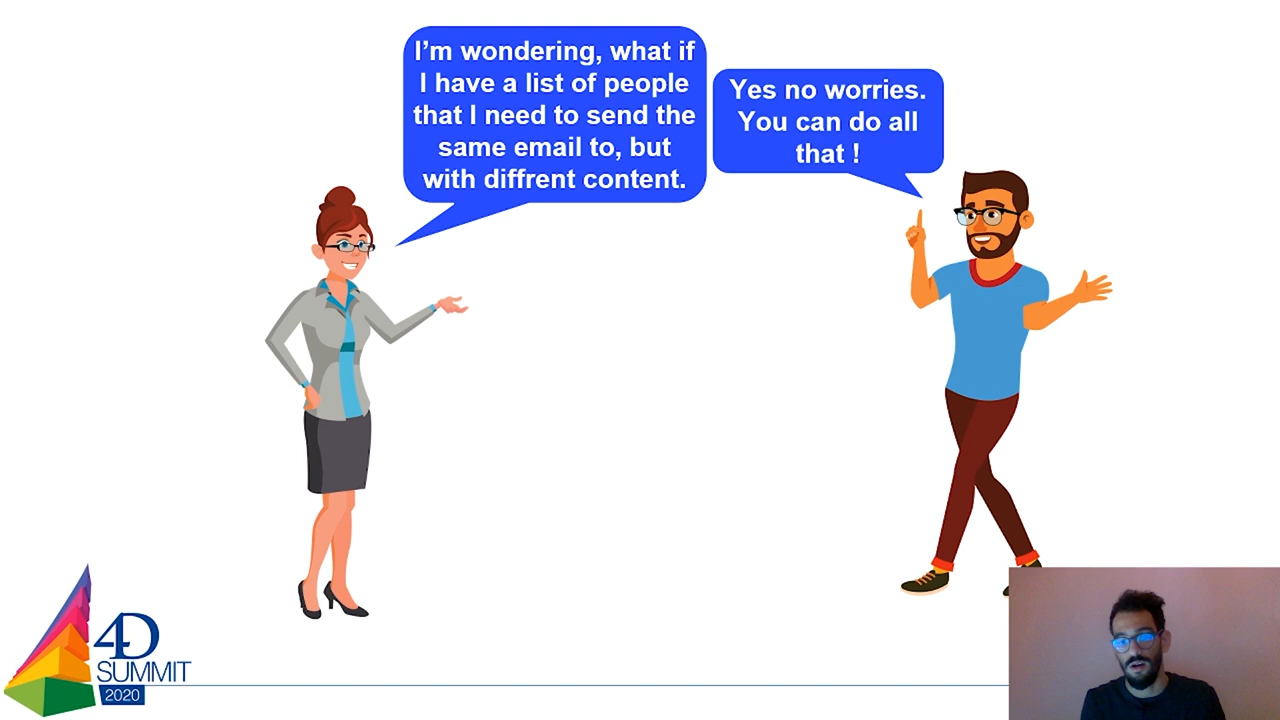 I'm wondering, what if
I have a list of people
that I need to send the
same email to, but
with diffrent content.
Yes no worries.
You can do all
that !
4D
SUMMIT
2020